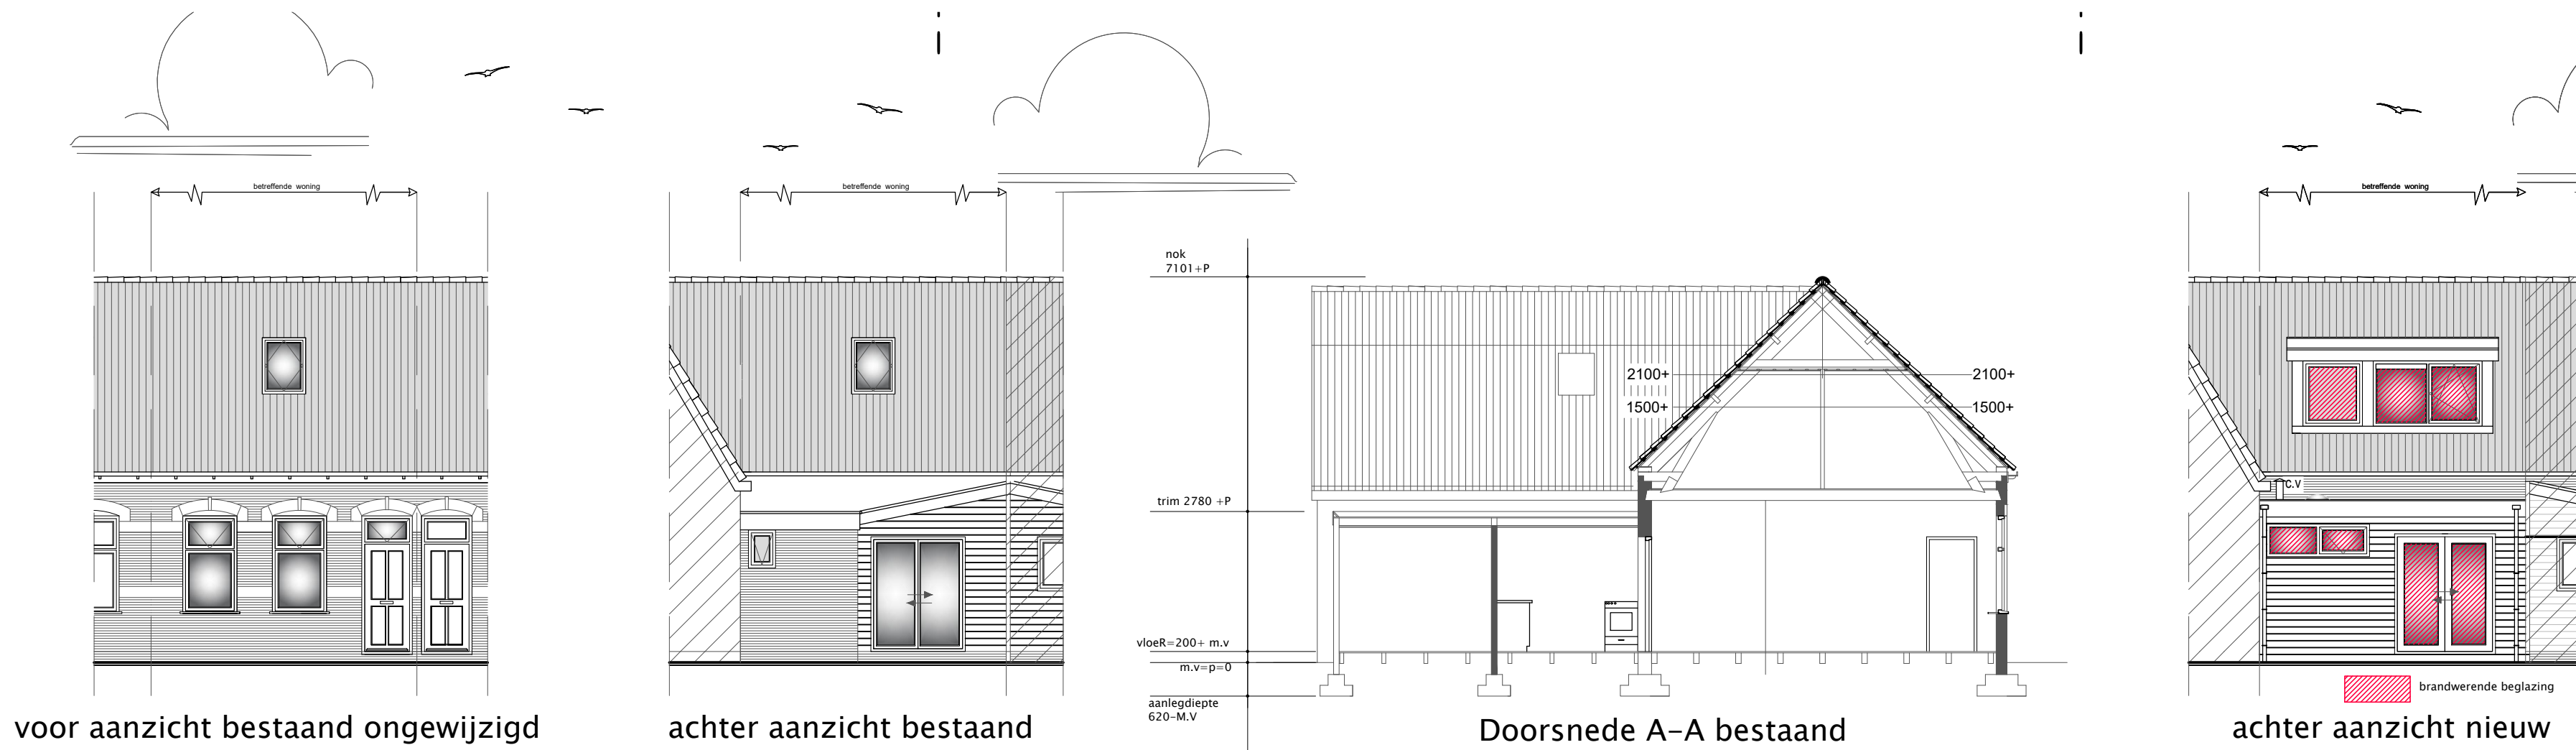 betreffende woning
betreffende woning
betreffende woning
nok
7101+P
2100+
2100+
1500+
1500+
trim 2780 +P
C.V
vloeR=200+ m.v
m.v=p=0
aanlegdiepte
620-M.V
brandwerende beglazing
voor aanzicht bestaand ongewijzigd
achter aanzicht bestaand
Doorsnede A-A bestaand
achter aanzicht nieuw